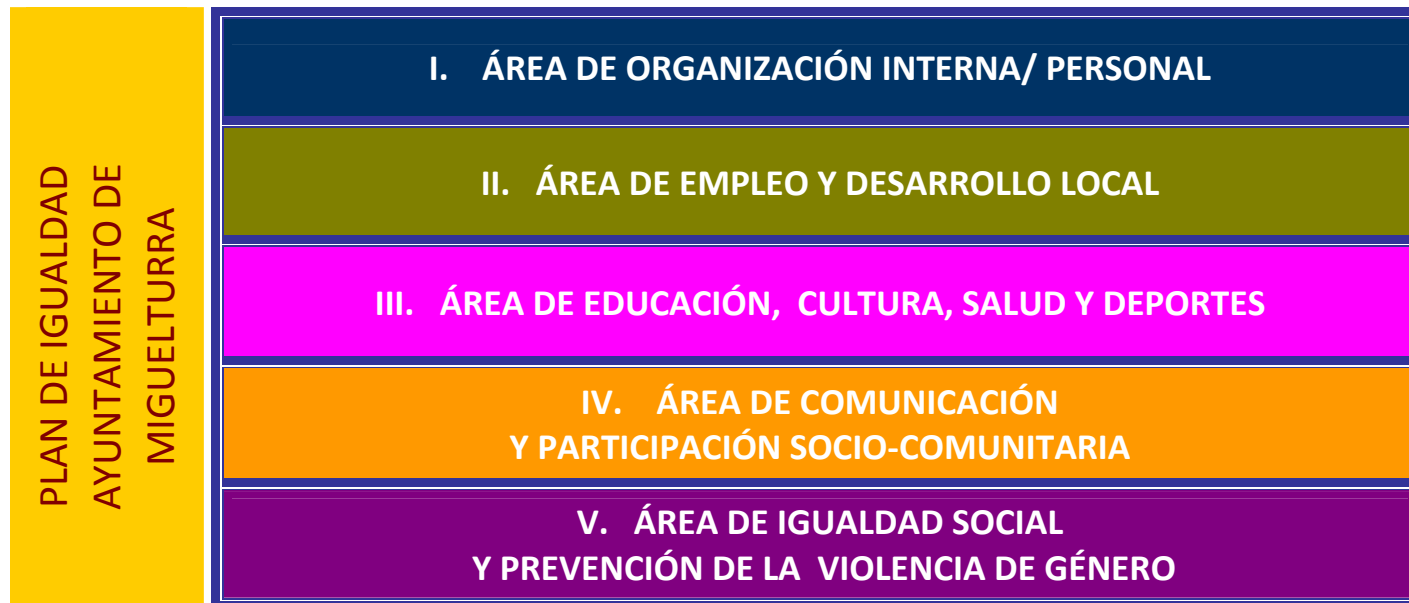 PLAN DE IGUALDAD
AYUNTAMIENTO DE
MIGUELTURRA
I. ÁREA DE ORGANIZACIÓN INTERNA/ PERSONAL
II. ÁREA DE EMPLEO Y DESARROLLO LOCAL
III. ÁREA DE EDUCACIÓN, CULTURA, SALUD Y DEPORTES
IV. ÁREA DE COMUNICACIÓN
Y PARTICIPACIÓN SOCIO-COMUNITARIA
V. ÁREA DE IGUALDAD SOCIAL
Y PREVENCIÓN DE LA VIOLENCIA DE GÉNERO